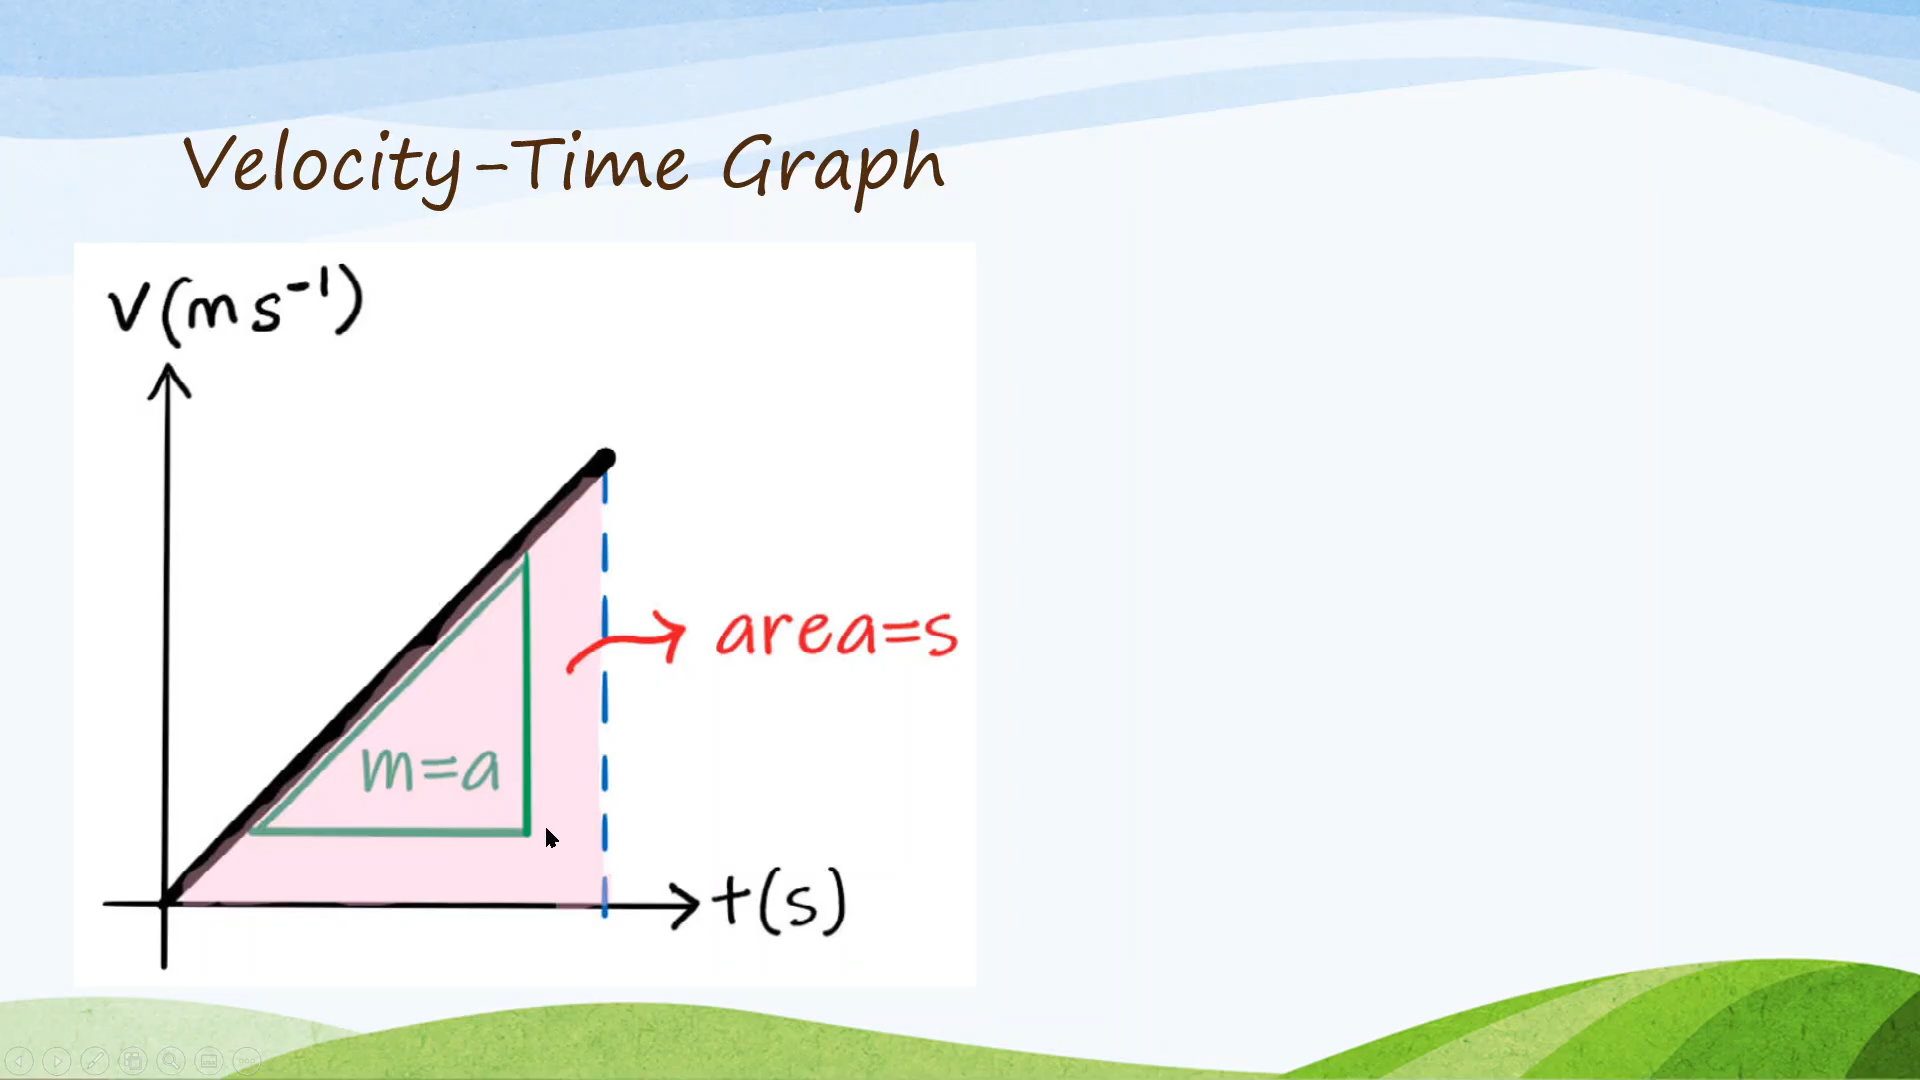 Velocity-Time Graph
v(ms⁻¹)
area=s
m=a
t(s)